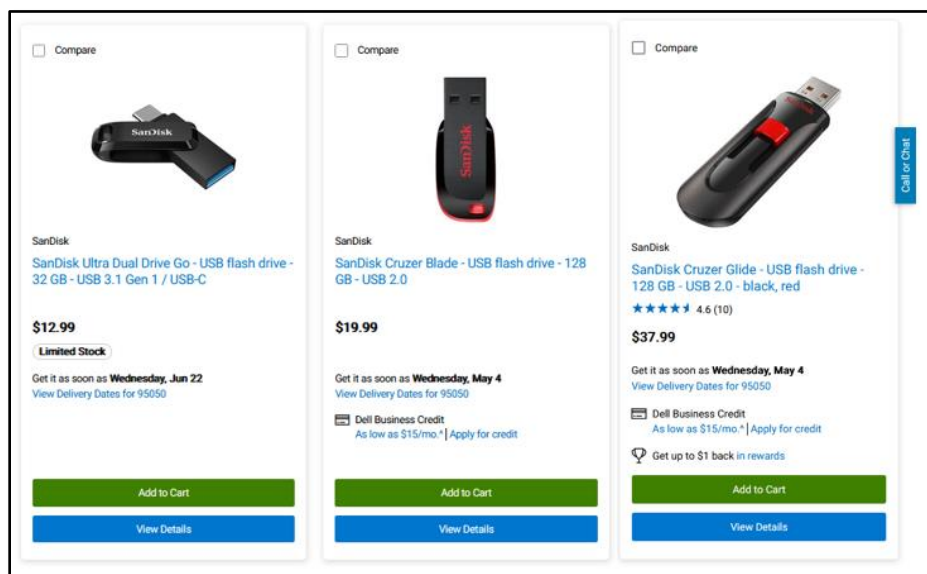 Compare
SanDisk
SanDisk
SanDisk Ultra Dual Drive Go - USB flash drive -
32 GB - USB 3.1 Gen 1 / USB-C
$12.99
Limited Stock
Get it as soon as Wednesday, Jun 22
View Delivery Dates for 95050
Add to Cart
View Details
Compare
SanDisk
SanDisk
SanDisk Cruzer Blade - USB flash drive - 128
GB - USB 2.0
$19.99
Get it as soon as Wednesday, May 4
View Delivery Dates for 95050
Dell Business Credit
As low as $15/mo.^ | Apply for credit
Add to Cart
View Details
Compare
SanDisk
SanDisk
SanDisk Cruzer Glide - USB flash drive -
128 GB - USB 2.0 - black, red
4.6 (10)
$37.99
Get it as soon as Wednesday, May 4
View Delivery Dates for 95050
Dell Business Credit
As low as $15/mo.^ | Apply for credit
Get up to $1 back in rewards
Add to Cart
View Details
Call or Chat